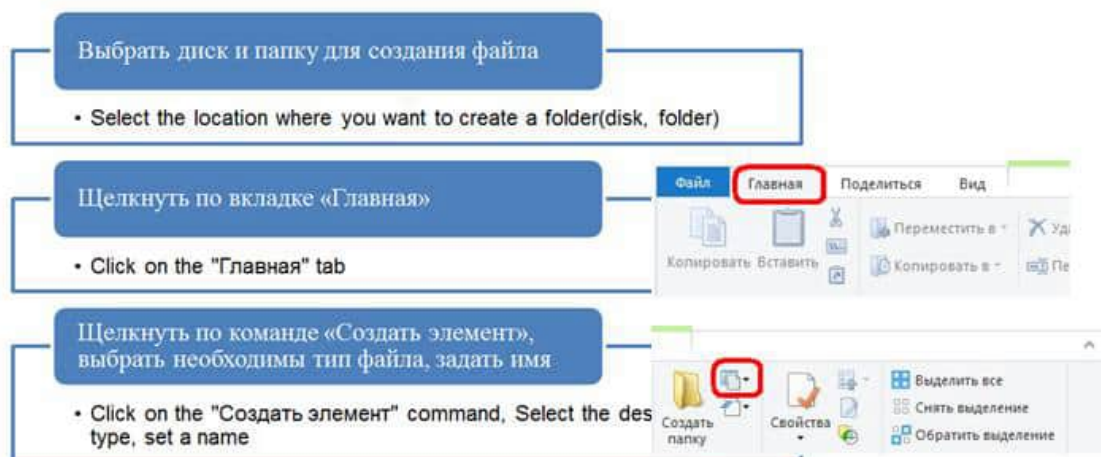 Выбрать диск и папку для создания файла
• Select the location where you want to create a folder(disk, folder)
Щелкнуть по вкладке «Главная»
• Click on the "Главная" tab
Файл Главная Поделиться Вид
Копировать Вставить
Переместить в
Копировать в
Щелкнуть по команде «Создать элемент»,
выбрать необходимы тип файла, задать имя
• Click on the "Создать элемент" command, Select the des
type, set a name
Создать
папку
Свойства
Выделить все
Снять выделение
Обратить выделение